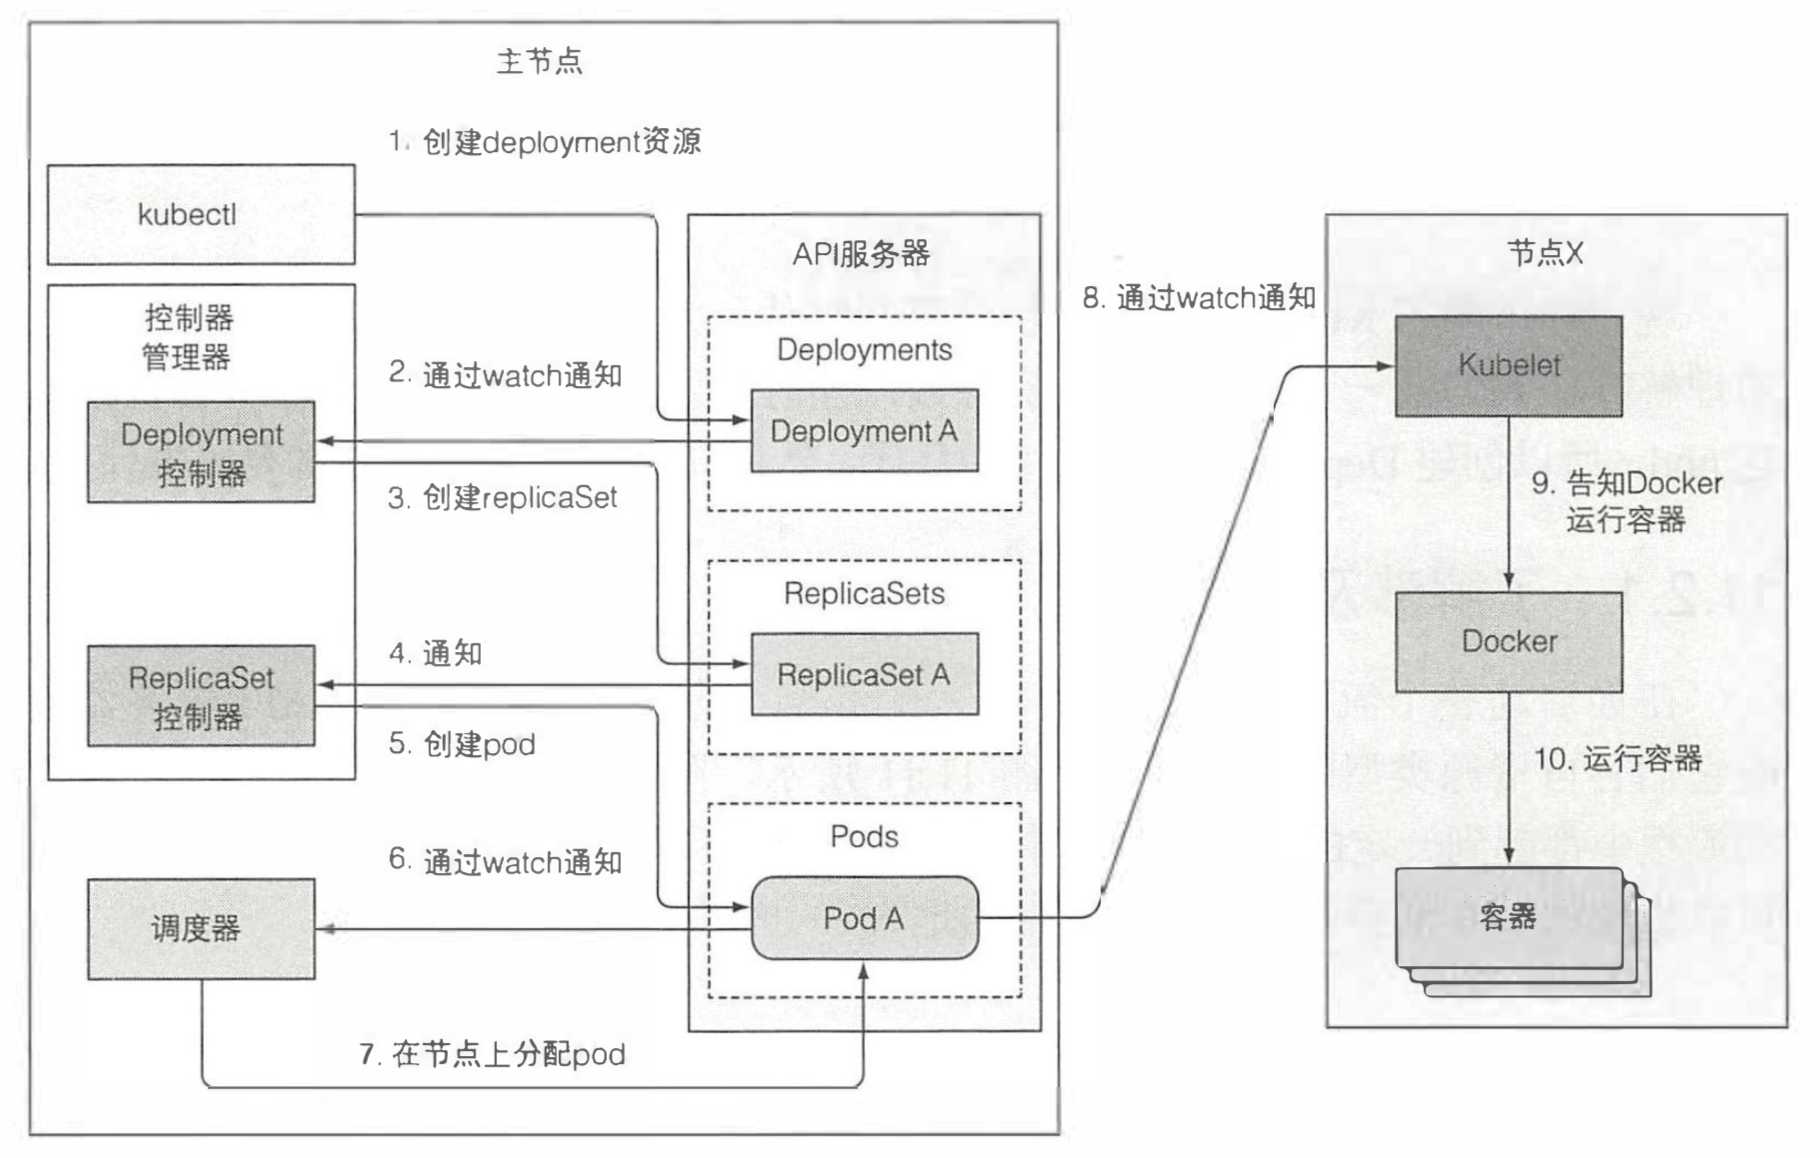 主节点
1. 创建deployment资源
kubectl
API服务器
节点X
控制器
管理器
8. 通过watch通知
Deployments
Kubelet
2. 通过watch通知
Deployment
控制器
Deployment A
3. 创建replicaSet
9. 告知Docker
运行容器
ReplicaSets
Docker
4. 通知
ReplicaSet
控制器
ReplicaSet A
5. 创建pod
10. 运行容器
Pods
6. 通过watch通知
调度器
Pod A
容器
7. 在节点上分配pod